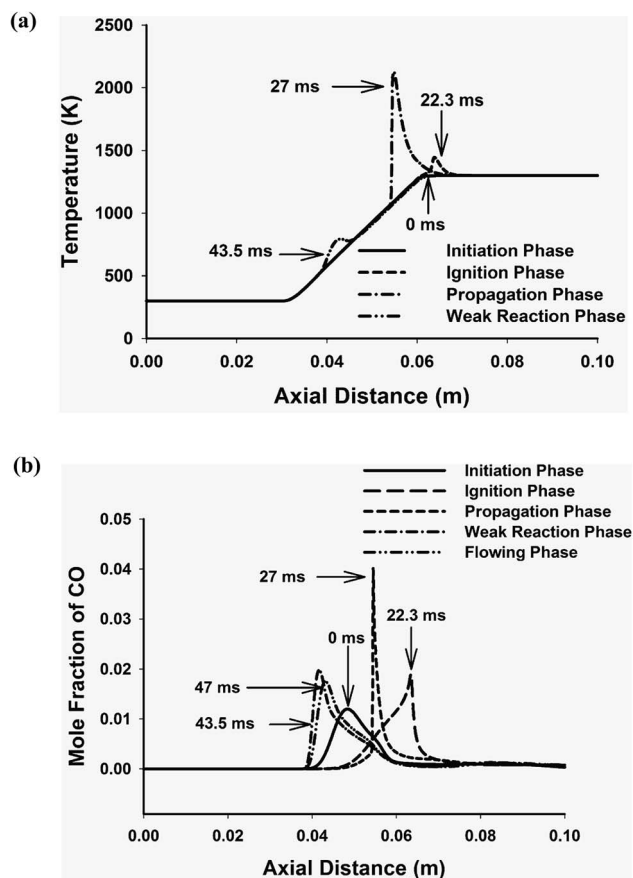 (a)
2500
2000
1500
1000
500
0
Temperature (K)
27 ms
22.3 ms
0 ms
43.5 ms
Initiation Phase
Ignition Phase
Propagation Phase
Weak Reaction Phase
0.00 0.02 0.04 0.06 0.08 0.10
Axial Distance (m)
(b)
Initiation Phase
Ignition Phase
Propagation Phase
Weak Reaction Phase
Flowing Phase
0.05
0.04
0.03
0.02
0.01
0.00
Mole Fraction of CO
27 ms
22.3 ms
0 ms
47 ms
43.5 ms
0.00 0.02 0.04 0.06 0.08 0.10
Axial Distance (m)